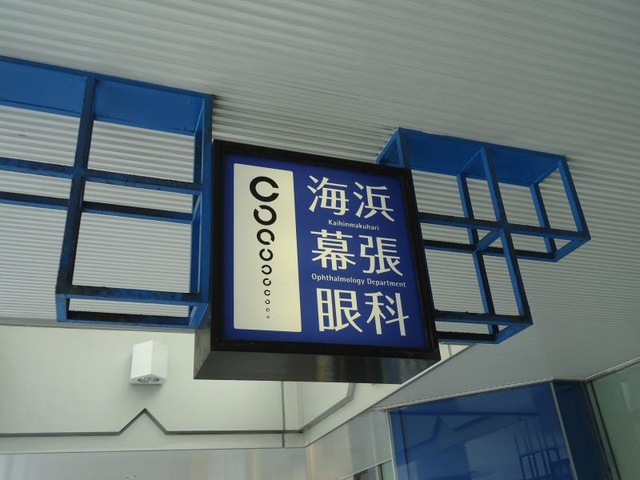 海浜
Kaihinmakuhari
幕張
Ophthalmology Department
眼科